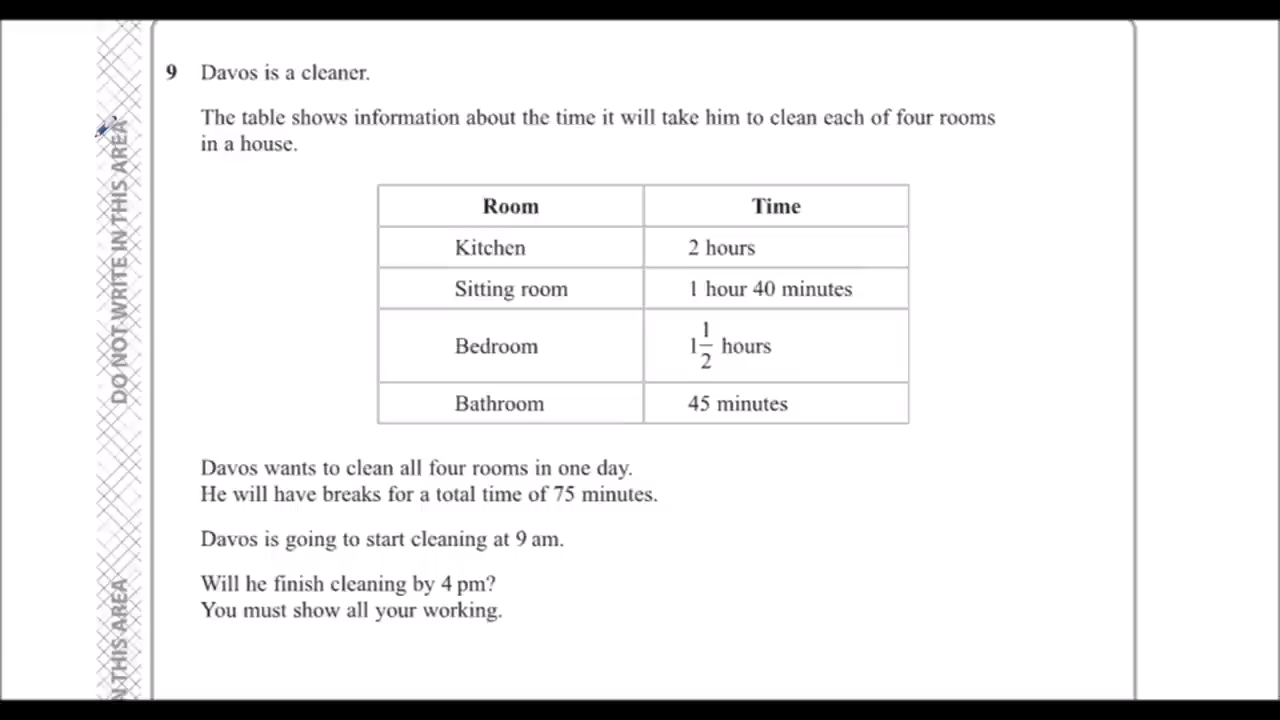 9 Davos is a cleaner.
The table shows information about the time it will take him to clean each of four rooms
in a house.
Room Time
Kitchen 2 hours
Sitting room 1 hour 40 minutes
Bedroom 1 1/2 hours
Bathroom 45 minutes
Davos wants to clean all four rooms in one day.
He will have breaks for a total time of 75 minutes.
Davos is going to start cleaning at 9 am.
Will he finish cleaning by 4 pm?
You must show all your working.
DO NOT WRITE IN THIS AREA
N THIS AREA